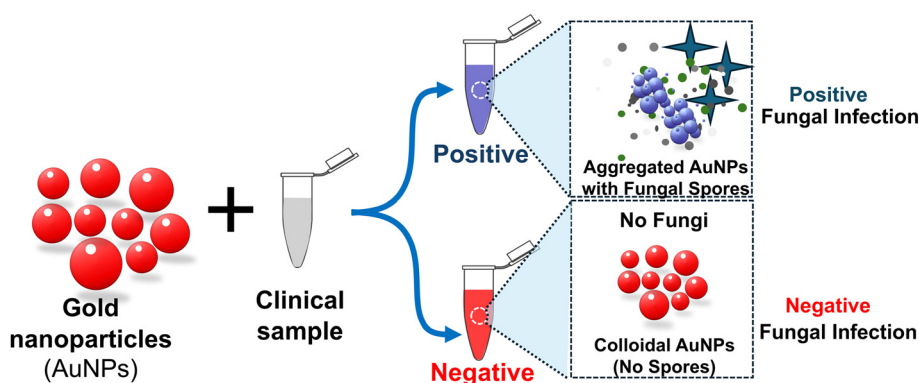 Gold
nanoparticles
(AuNPs)
+
Clinical
sample
Positive
Aggregated AuNPs
with Fungal Spores
Positive
Fungal Infection
Negative
No Fungi
Colloidal AuNPs
(No Spores)
Negative
Fungal Infection